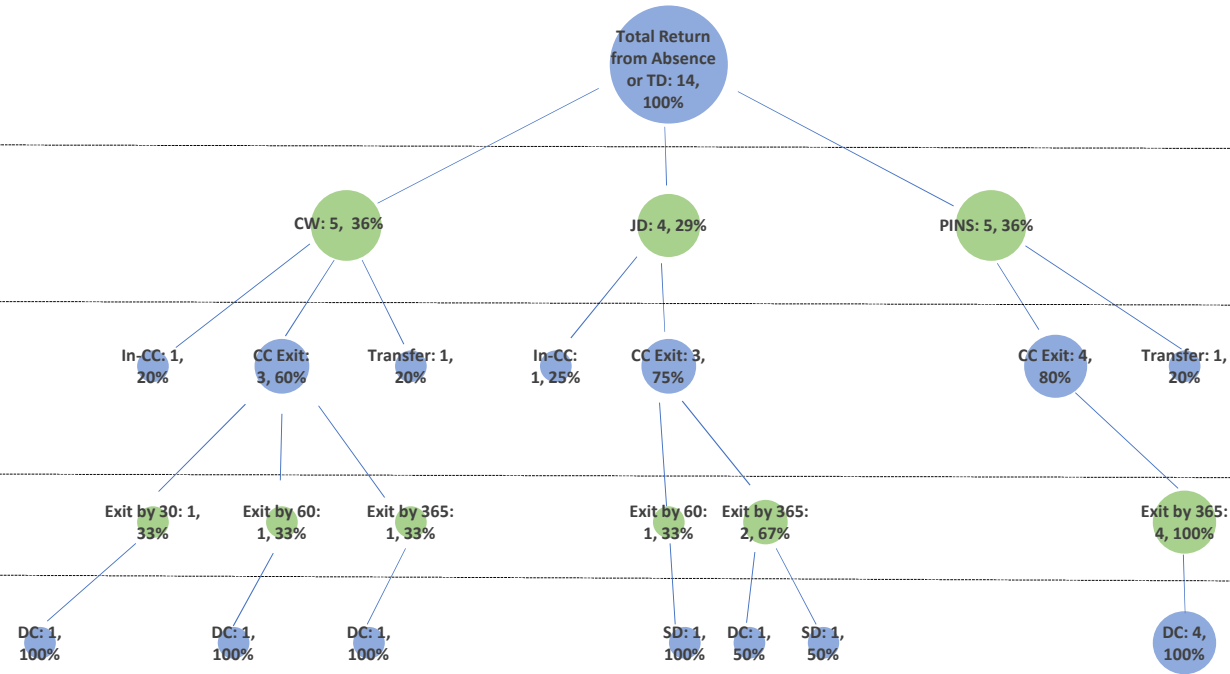 Total Return
from Absence
or TD: 14,
100%
CW: 5,  36%
JD: 4, 29%
PINS: 5, 36%
In-CC: 1,
20%
CC Exit:
3, 60%
Transfer: 1,
20%
In-CC:
1, 25%
CC Exit: 3,
75%
CC Exit: 4,
80%
Transfer: 1,
20%
Exit by 30: 1,
33%
Exit by 60:
1, 33%
Exit by 365:
1, 33%
Exit by 60:
1, 33%
Exit by 365:
2, 67%
Exit by 365:
4, 100%
DC: 1,
100%
DC: 1,
100%
DC: 1,
100%
SD: 1,
100%
DC: 1,
50%
SD: 1,
50%
DC: 4,
100%